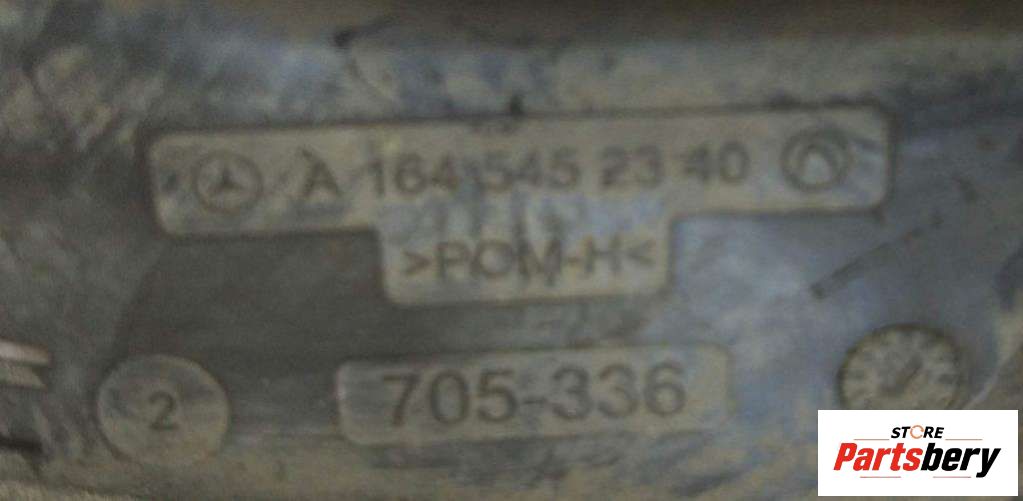 A 164 545 23 40
>POM-H<
705-336
2
STORE
Partsbery